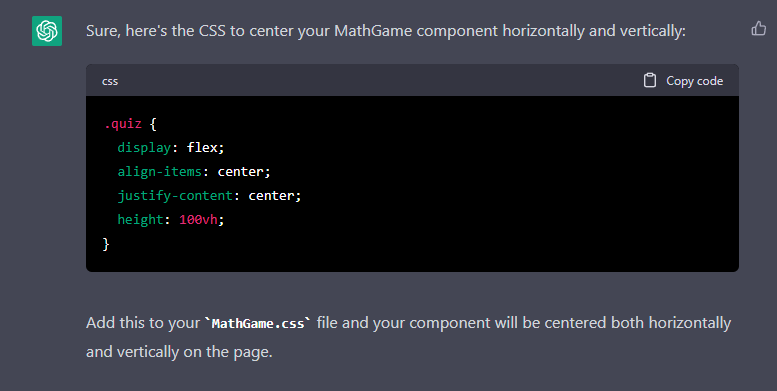 Sure, here's the CSS to center your MathGame component horizontally and vertically:
css
Copy code
.quiz {
  display: flex;
  align-items: center;
  justify-content: center;
  height: 100vh;
}
Add this to your `MathGame.css` file and your component will be centered both horizontally
and vertically on the page.